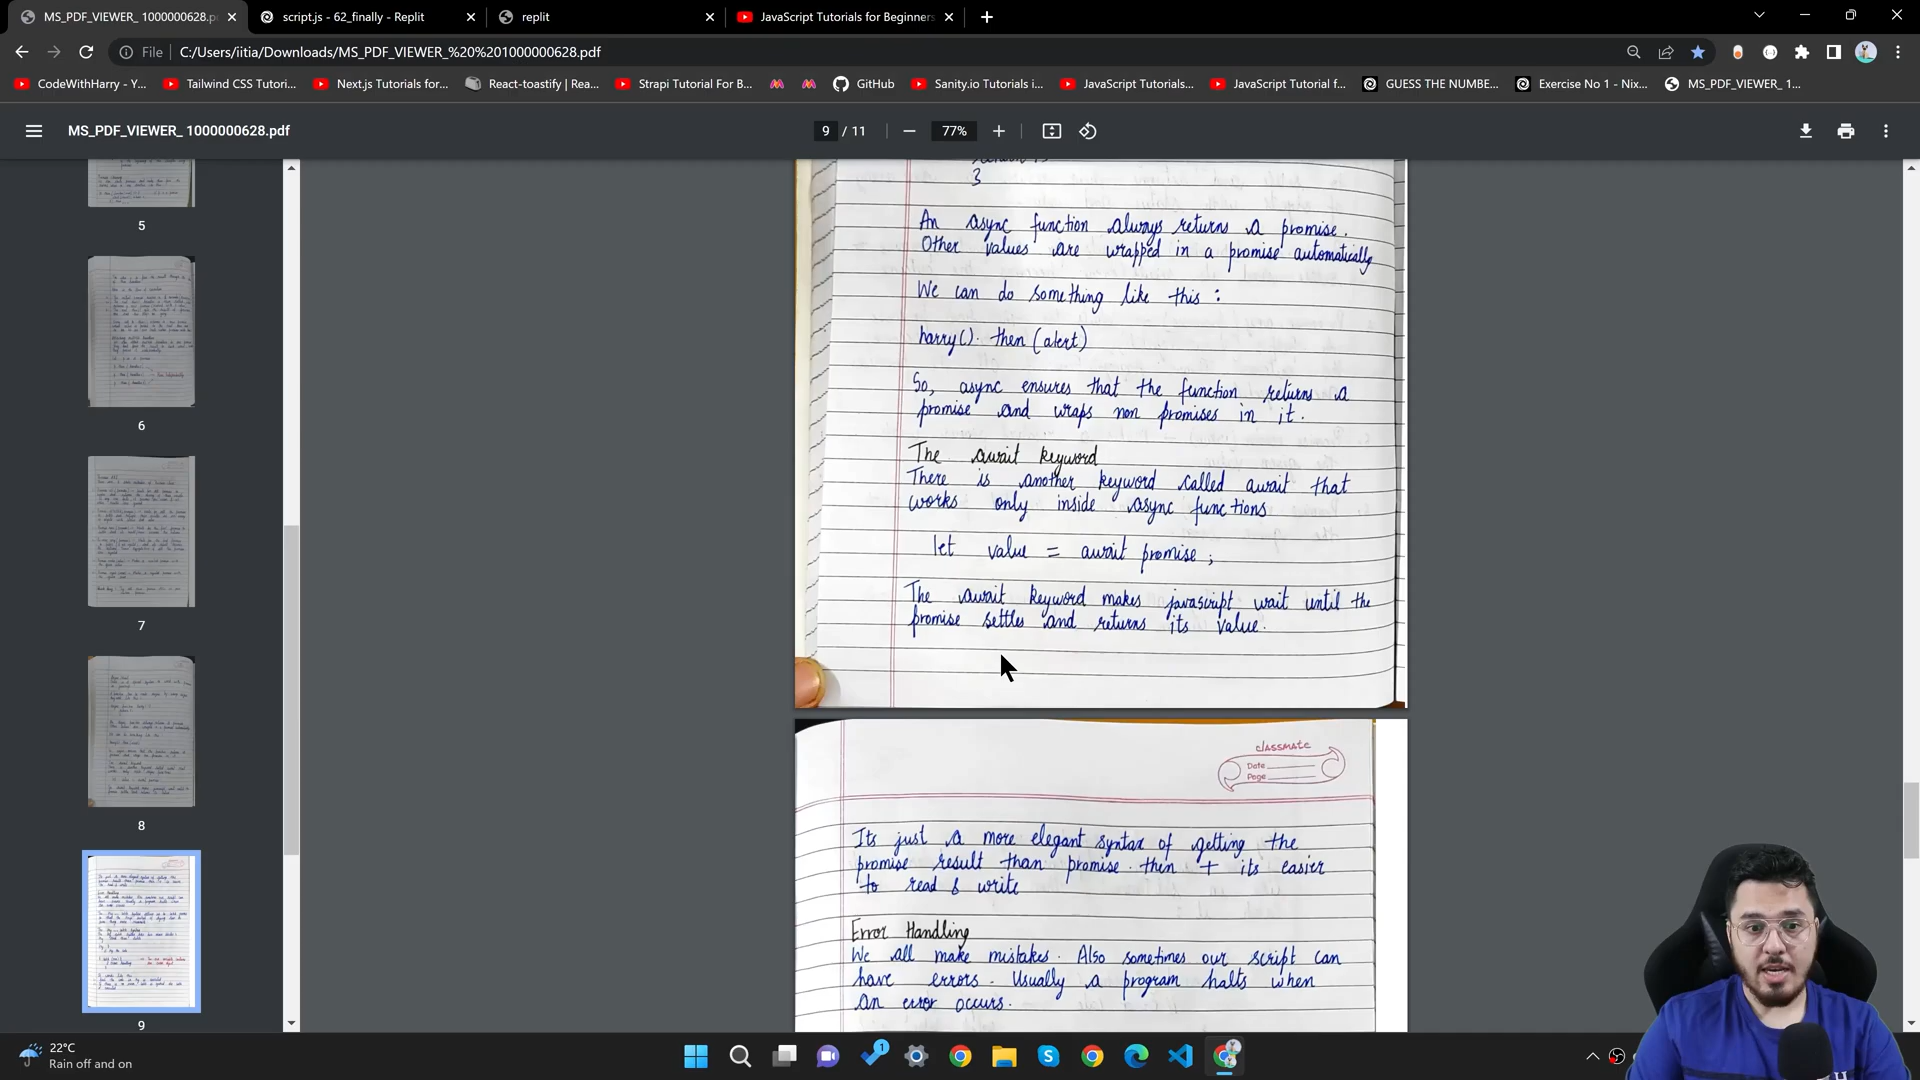 MS_PDF_VIEWER_ 1000000628.p
script.js - 62_finally - Replit
replit
JavaScript Tutorials for Beginners
File
C:/Users/iitia/Downloads/MS_PDF_VIEWER_%20%201000000628.pdf
CodeWithHarry - Y...
Tailwind CSS Tutori...
Next.js Tutorials for...
React-toastify | Rea...
Strapi Tutorial For B...
GitHub
Sanity.io Tutorials i...
JavaScript Tutorials...
JavaScript Tutorial f...
GUESS THE NUMBE...
Exercise No 1 - Nix...
MS_PDF_VIEWER_ 1...
MS_PDF_VIEWER_ 1000000628.pdf
9 / 11
77%
5
6
7
8
9
An async function always returns a promise.
Other values are wrapped in a promise automatically
We can do something like this :
harry(). then (alert)
So, async ensures that the function returns a
promise and wraps non promises in it.
The await keyword
There is another keyword called await that
works only inside async functions
let value = await promise ;
The await keyword makes javascript wait until the
promise settles and returns its value.
classmate
Date
Page
Its just a more elegant syntax of getting the
promise result than promise. then + its easier
to read & write
Error Handling
We all make mistakes. Also sometimes our script can
have errors. Usually a program halts when
an error occurs.
22°C
Rain off and on
1